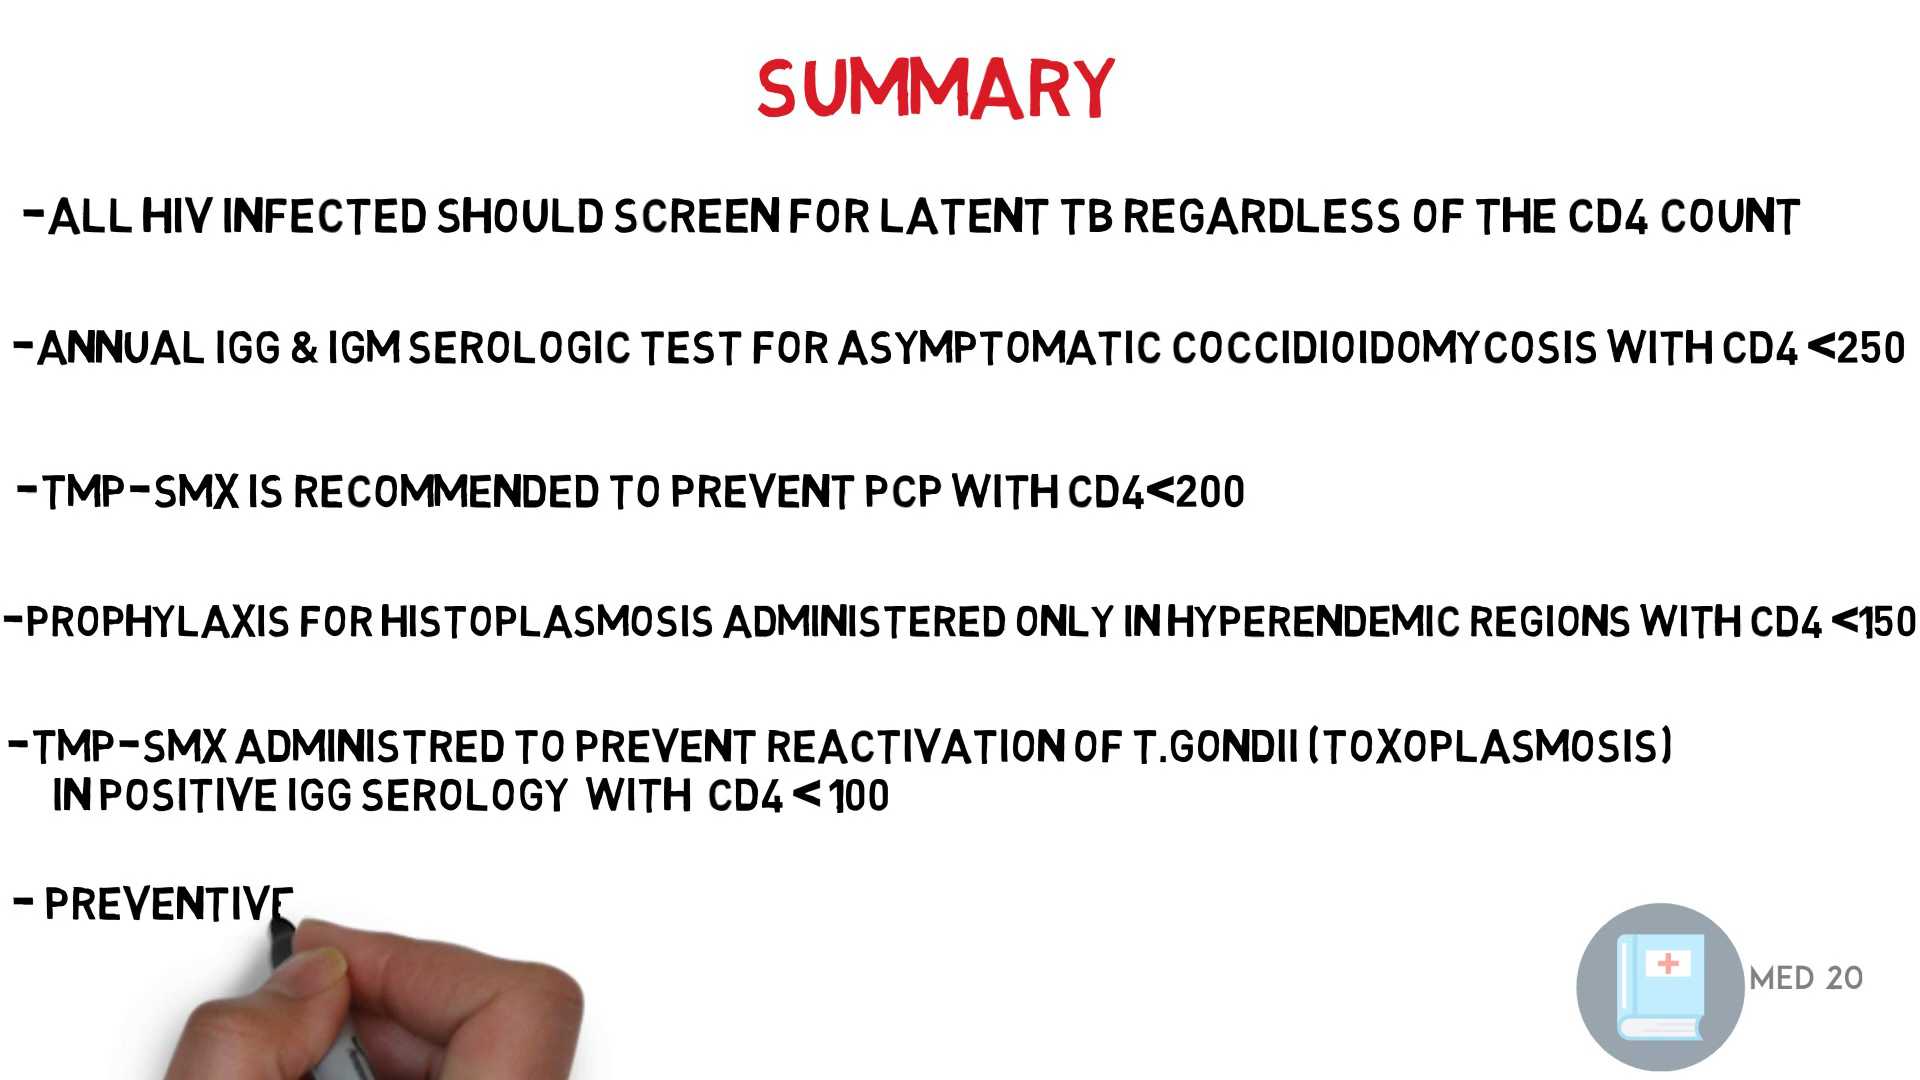 SUMMARY
-ALL HIV INFECTED SHOULD SCREEN FOR LATENT TB REGARDLESS OF THE CD4 COUNT
-ANNUAL IGG & IGM SEROLOGIC TEST FOR ASYMPTOMATIC COCCIDIOIDOMYCOSIS WITH CD4 <250
-TMP-SMX IS RECOMMENDED TO PREVENT PCP WITH CD4<200
-PROPHYLAXIS FOR HISTOPLASMOSIS ADMINISTERED ONLY IN HYPERENDEMIC REGIONS WITH CD4 <150
-TMP-SMX ADMINISTRED TO PREVENT REACTIVATION OF T.GONDII (TOXOPLASMOSIS)
IN POSITIVE IGG SEROLOGY WITH CD4 < 100
- PREVENTIVE
MED 20